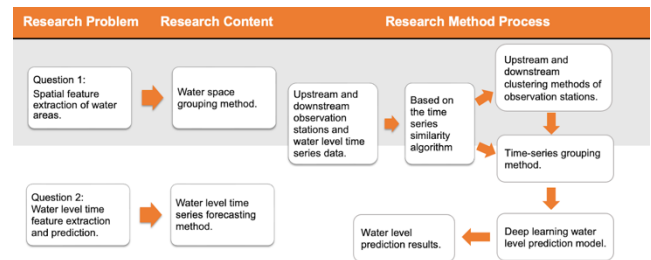 Research Problem
Research Content
Research Method Process
Question 1:
Spatial feature
extraction of water
areas.
Water space
grouping method.
Upstream and
downstream
observation
stations and
water level time
series data.
Based on
the time
series
similarity
algorithm
Upstream and
downstream
clustering methods of
observation stations.
Time-series grouping
method.
Question 2:
Water level time
feature extraction
and prediction.
Water level time
series forecasting
method.
Water level
prediction results.
Deep learning water
level prediction model.